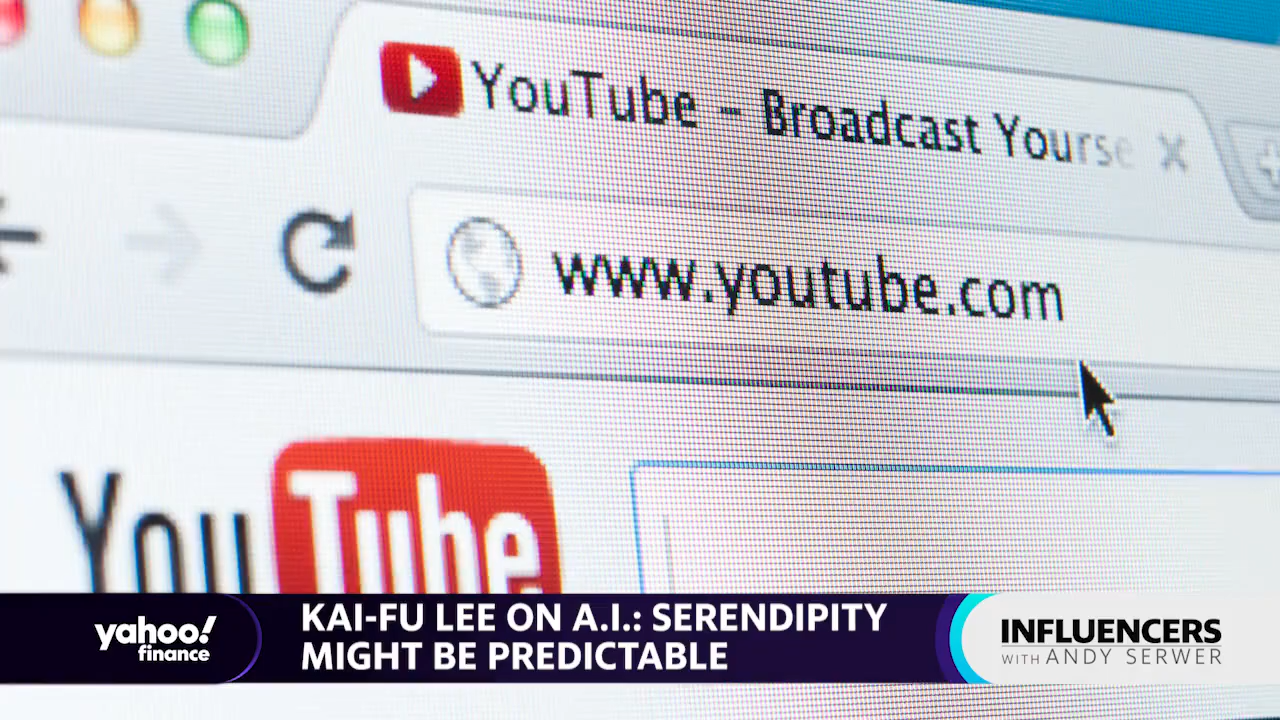 YouTube - Broadcast Yourse
www.youtube.com
YouTube
yahoo!
finance
KAI-FU LEE ON A.I.: SERENDIPITY
MIGHT BE PREDICTABLE
INFLUENCERS
WITH ANDY SERWER